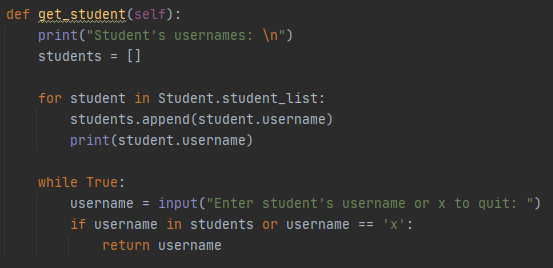 def get_student(self):
    print("Student's usernames: \n")
    students = []

    for student in Student.student_list:
        students.append(student.username)
        print(student.username)

    while True:
        username = input("Enter student's username or x to quit: ")
        if username in students or username == 'x':
            return username